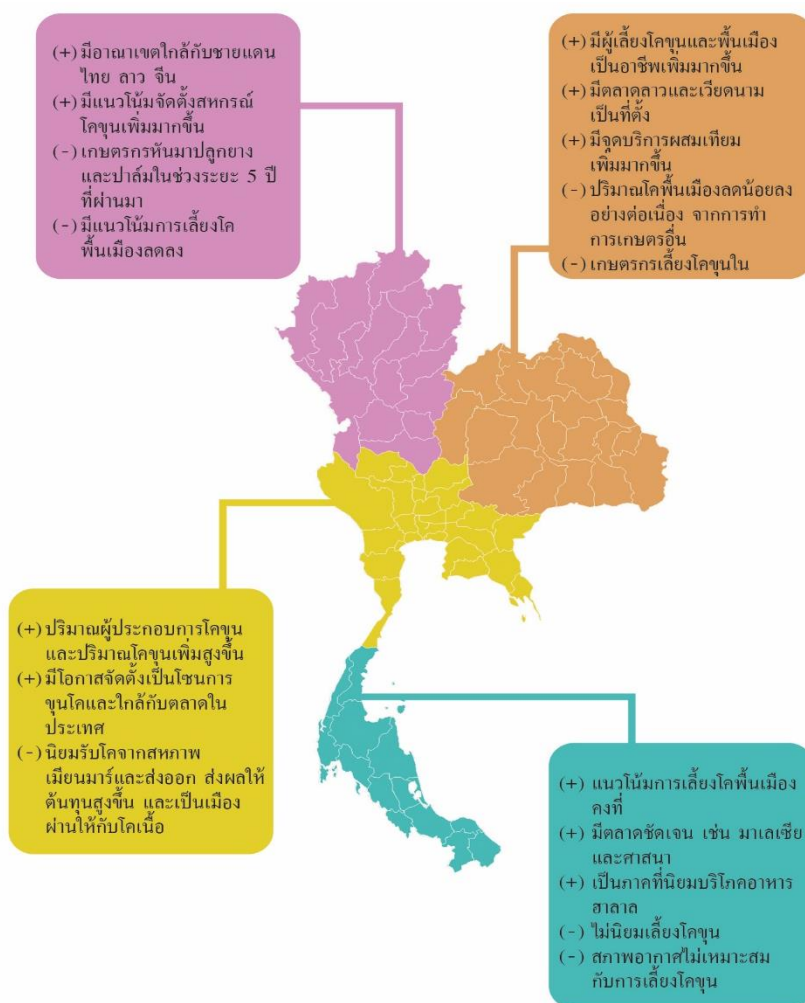 (+) มีอาณาเขตใกล้กับชายแดน
ไทย ลาว จีน
(+) มีแนวโน้มจัดตั้งสหกรณ์
โคขุนเพิ่มมากขึ้น
(-) เกษตรกรหันมาปลูกยาง
และปาล์มในช่วงระยะ 5 ปี
ที่ผ่านมา
(-) มีแนวโน้มการเลี้ยงโค
พื้นเมืองลดลง
(+) มีผู้เลี้ยงโคขุนและพื้นเมือง
เป็นอาชีพเพิ่มมากขึ้น
(+) มีตลาดลาวและเวียดนาม
เป็นที่ตั้ง
(+) มีจุดบริการผสมเทียม
เพิ่มมากขึ้น
(-) ปริมาณโคพื้นเมืองลดน้อยลง
อย่างต่อเนื่อง จากการทำ
การเกษตรอื่น
(-) เกษตรกรเลี้ยงโคขุนใน
(+) ปริมาณผู้ประกอบการโคขุน
และปริมาณโคขุนเพิ่มสูงขึ้น
(+) มีโอกาสจัดตั้งเป็นโซนการ
ขุนโคและใกล้กับตลาดใน
ประเทศ
(-) นิยมรับโคจากสหภาพ
เมียนมาร์และส่งออก ส่งผลให้
ต้นทุนสูงขึ้น และเป็นเมือง
ผ่านให้กับโคเนื้อ
(+) แนวโน้มการเลี้ยงโคพื้นเมือง
คงที่
(+) มีตลาดชัดเจน เช่น มาเลเซีย
และศาสนา
(+) เป็นภาคที่นิยมบริโภคอาหาร
ฮาลาล
(-) ไม่นิยมเลี้ยงโคขุน
(-) สภาพอากาศไม่เหมาะสม
กับการเลี้ยงโคขุน